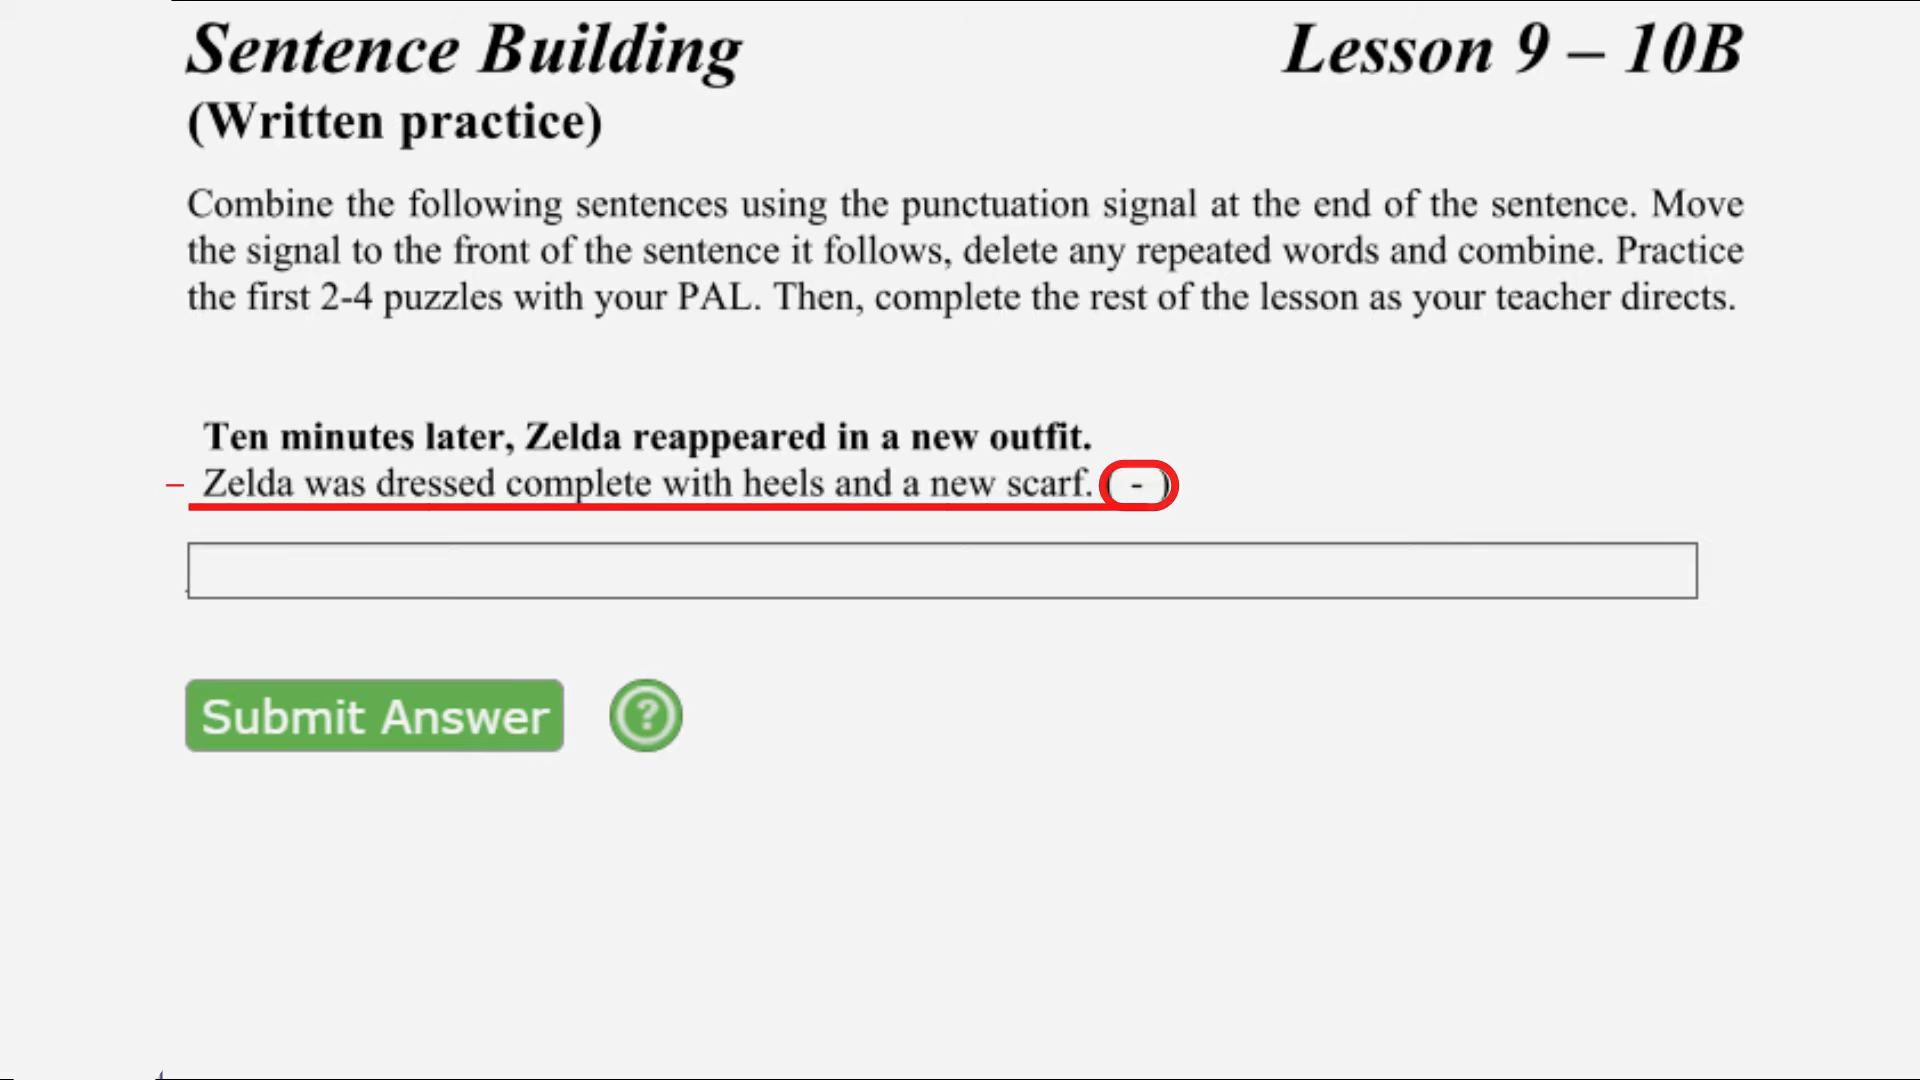 Sentence Building Lesson 9 – 10B
(Written practice)
Combine the following sentences using the punctuation signal at the end of the sentence. Move
the signal to the front of the sentence it follows, delete any repeated words and combine. Practice
the first 2-4 puzzles with your PAL. Then, complete the rest of the lesson as your teacher directs.
Ten minutes later, Zelda reappeared in a new outfit.
Zelda was dressed complete with heels and a new scarf. ( - )
Submit Answer ?